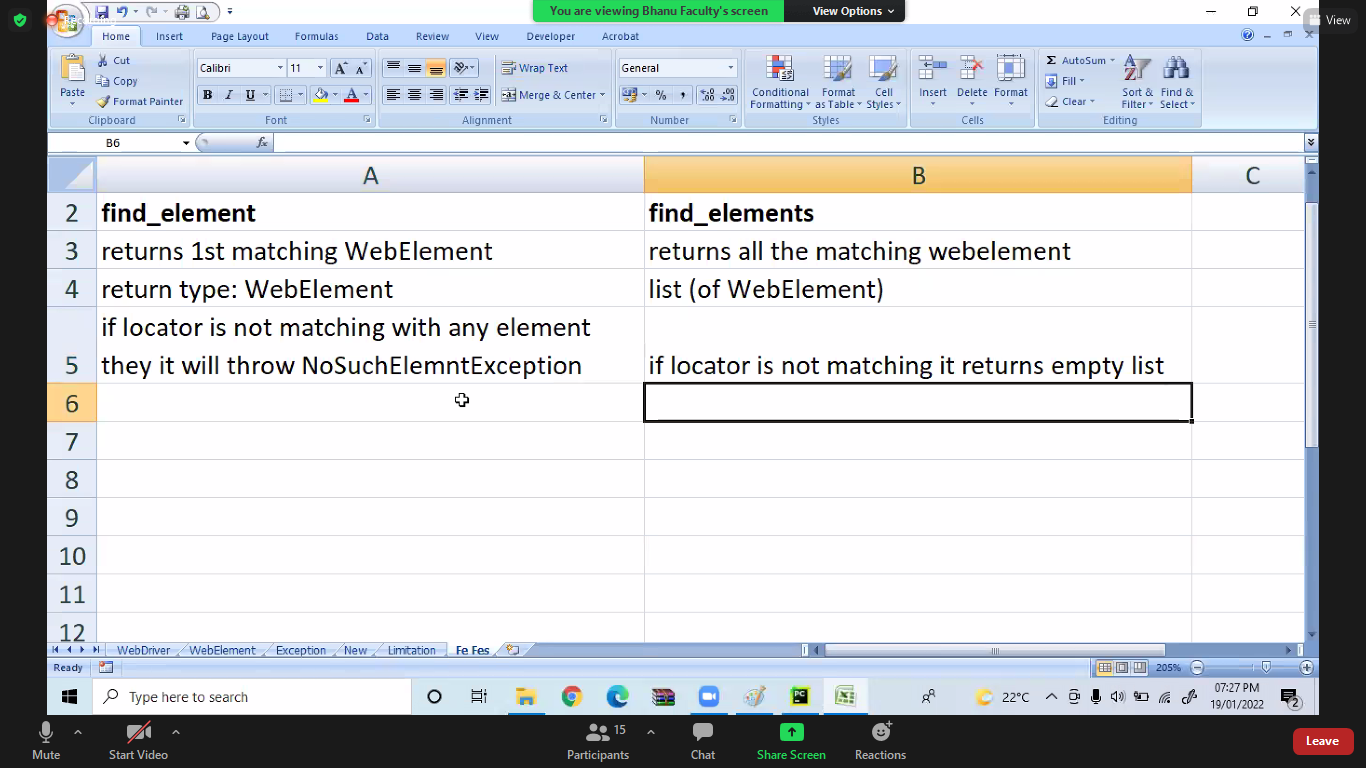 You are viewing Bhanu Faculty's screen
View Options
View
Home Insert Page Layout Formulas Data Review View Developer Acrobat
Paste
Cut
Copy
Format Painter
Clipboard
Calibri 11
B I U
Font
Wrap Text
Merge & Center
Alignment
General
Number
Conditional Formatting
Format as Table
Cell Styles
Styles
Insert Delete Format
Cells
AutoSum
Fill
Clear
Sort & Filter
Find & Select
Editing
B6 fx
A B C
2 find_element find_elements
3 returns 1st matching WebElement returns all the matching webelement
4 return type: WebElement list (of WebElement)
if locator is not matching with any element
5 they it will throw NoSuchElemntException if locator is not matching it returns empty list
6
7
8
9
10
11
12
WebDriver WebElement Exception New Limitation Fe Fes
Ready 205%
Type here to search
22°C
07:27 PM
19/01/2022
2
Mute
Start Video
Participants 15
Chat
Share Screen
Reactions
Leave